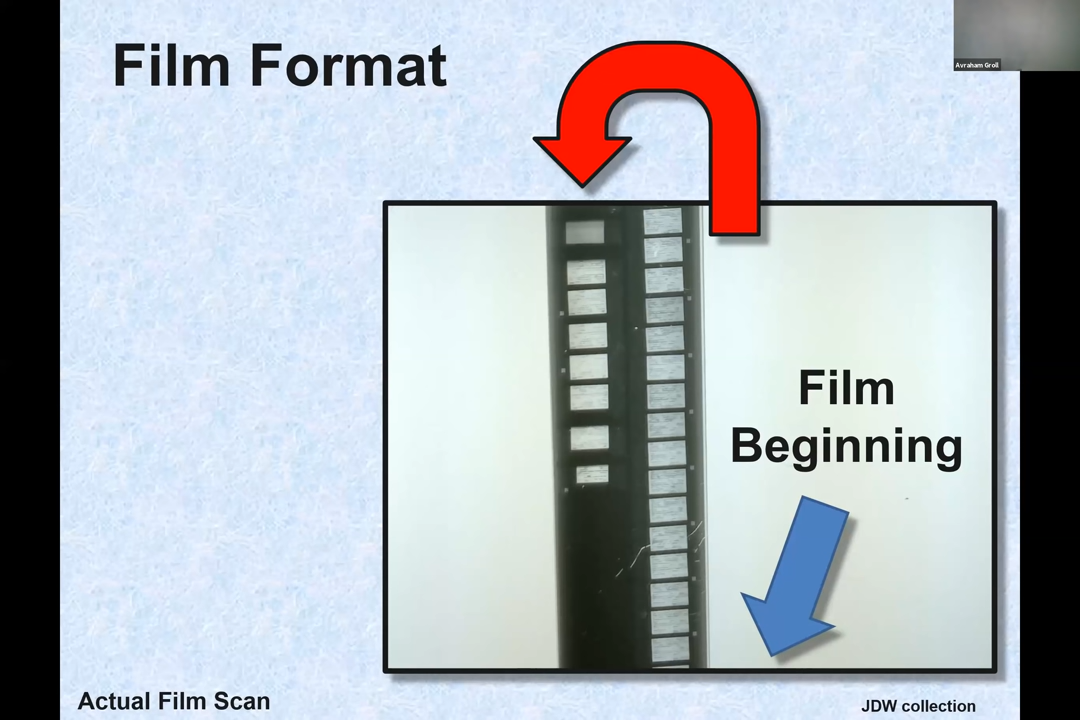 Film Format
Avraham Groll
Film
Beginning
Actual Film Scan
JDW collection